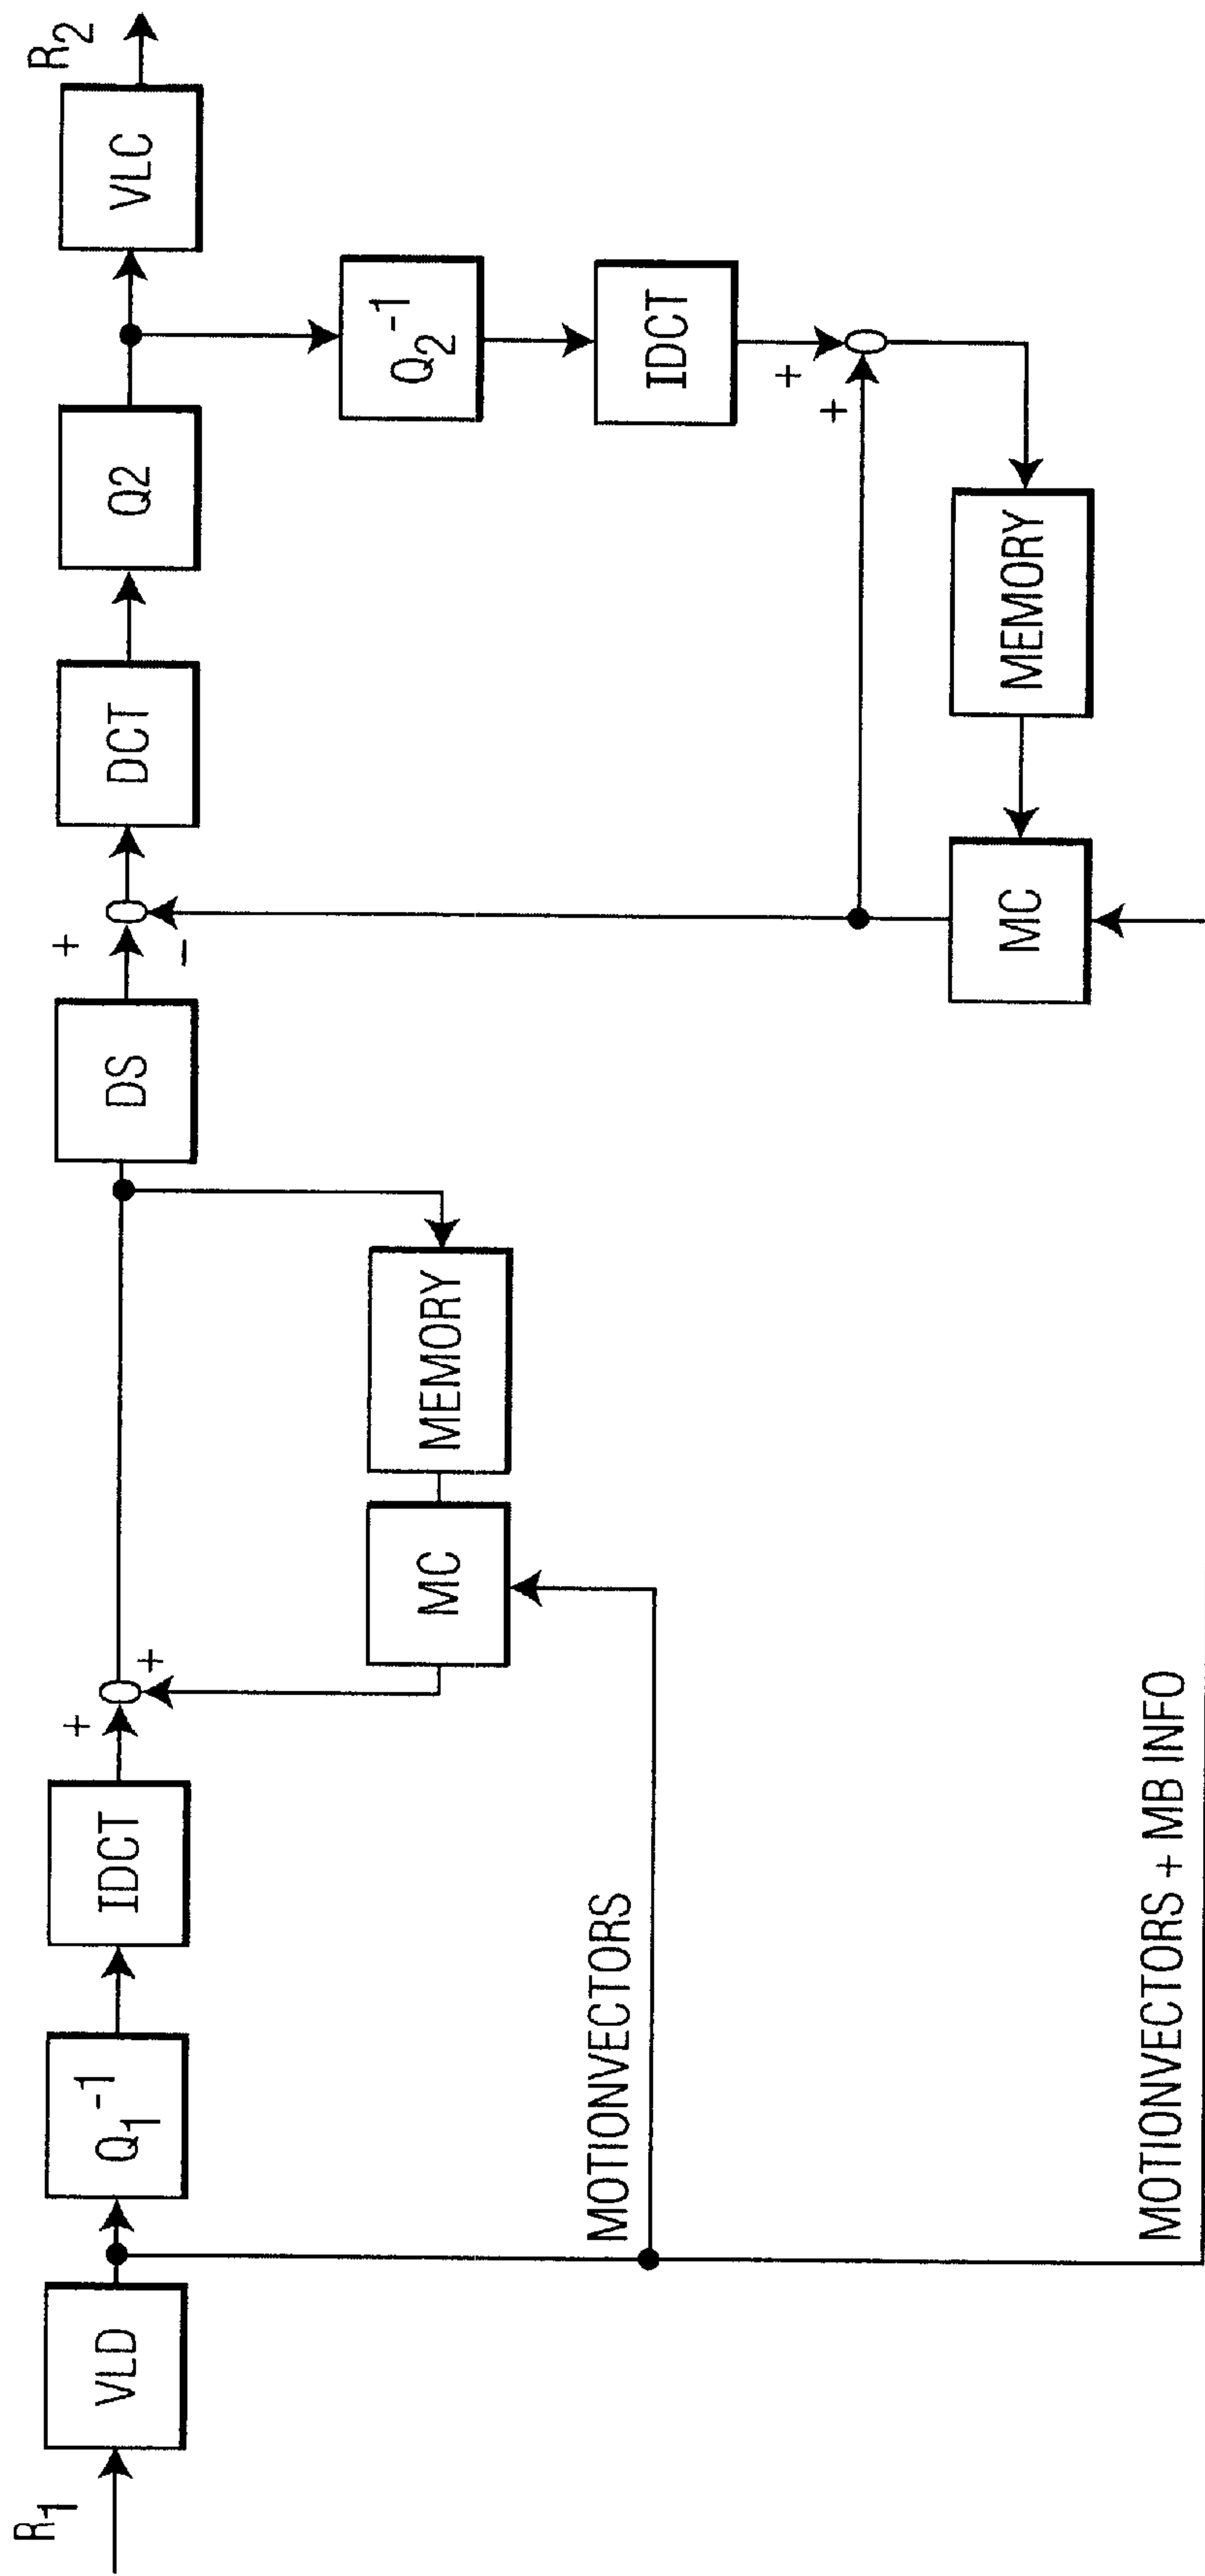 R1
VLD
Q1^-1
IDCT
+
+
MC
MEMORY
DS
+
−
DCT
Q2
VLC
R2
Q2^-1
IDCT
+
+
MEMORY
MC
MOTIONVECTORS
MOTIONVECTORS + MB INFO